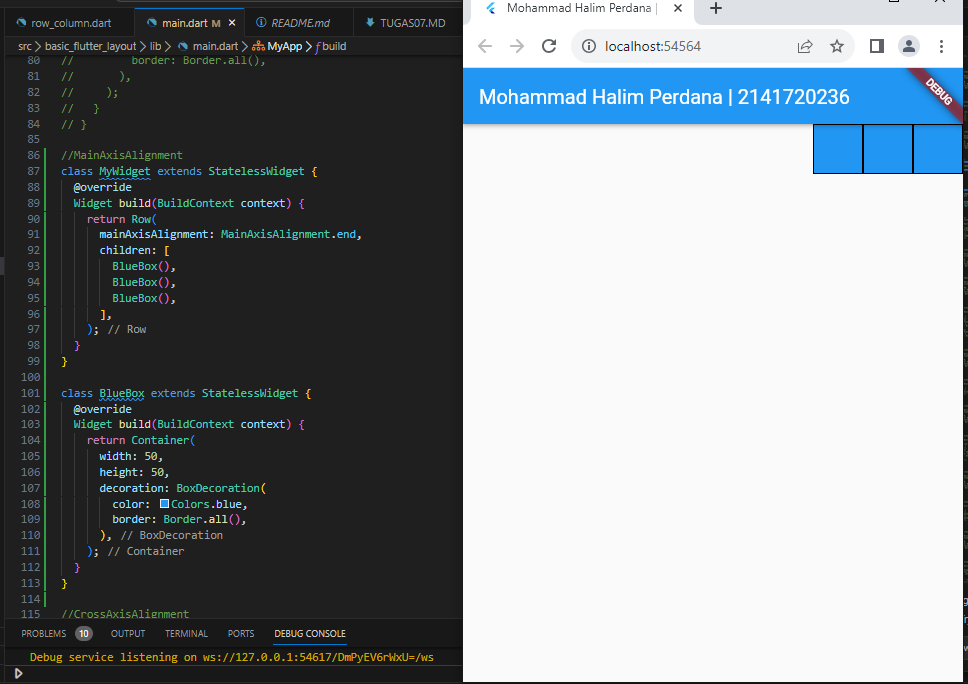 row_column.dart
main.dart M
README.md
TUGAS07.MD
src > basic_flutter_layout > lib > main.dart > MyApp > build
80 // border: Border.all(),
81 // ),
82 // );
83 // }
84 // }
85
86 //MainAxisAlignment
87 class MyWidget extends StatelessWidget {
88 @override
89 Widget build(BuildContext context) {
90 return Row(
91 mainAxisAlignment: MainAxisAlignment.end,
92 children: [
93 BlueBox(),
94 BlueBox(),
95 BlueBox(),
96 ],
97 ); // Row
98 }
99 }
100
101 class BlueBox extends StatelessWidget {
102 @override
103 Widget build(BuildContext context) {
104 return Container(
105 width: 50,
106 height: 50,
107 decoration: BoxDecoration(
108 color: Colors.blue,
109 border: Border.all(),
110 ), // BoxDecoration
111 ); // Container
112 }
113 }
114
115 //CrossAxisAlignment
PROBLEMS 10 OUTPUT TERMINAL PORTS DEBUG CONSOLE
Debug service listening on ws://127.0.0.1:54617/DmPyEV6rWxU=/ws
Mohammad Halim Perdana |
localhost:54564
Mohammad Halim Perdana | 2141720236
DEBUG